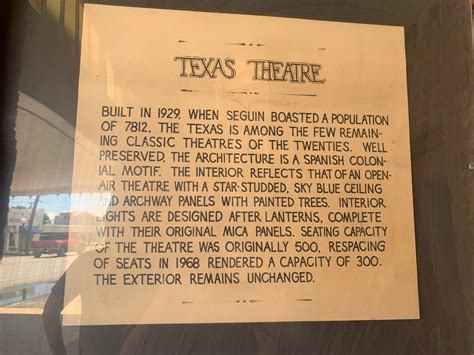 TEXAS THEATRE
BUILT IN 1929, WHEN SEGUIN BOASTED A POPULATION
OF 7812, THE TEXAS IS AMONG THE FEW REMAIN-
ING CLASSIC THEATRES OF THE TWENTIES. WELL
PRESERVED, THE ARCHITECTURE IS A SPANISH COLON-
IAL MOTIF. THE INTERIOR REFLECTS THAT OF AN OPEN-
AIR THEATRE WITH A STAR-STUDDED, SKY BLUE CEILING
AND ARCHWAY PANELS WITH PAINTED TREES. INTERIOR
LIGHTS ARE DESIGNED AFTER LANTERNS, COMPLETE
WITH THEIR ORIGINAL MICA PANELS. SEATING CAPACITY
OF THE THEATRE WAS ORIGINALLY 500, RESPACING
OF SEATS IN 1968 RENDERED A CAPACITY OF 300.
THE EXTERIOR REMAINS UNCHANGED.